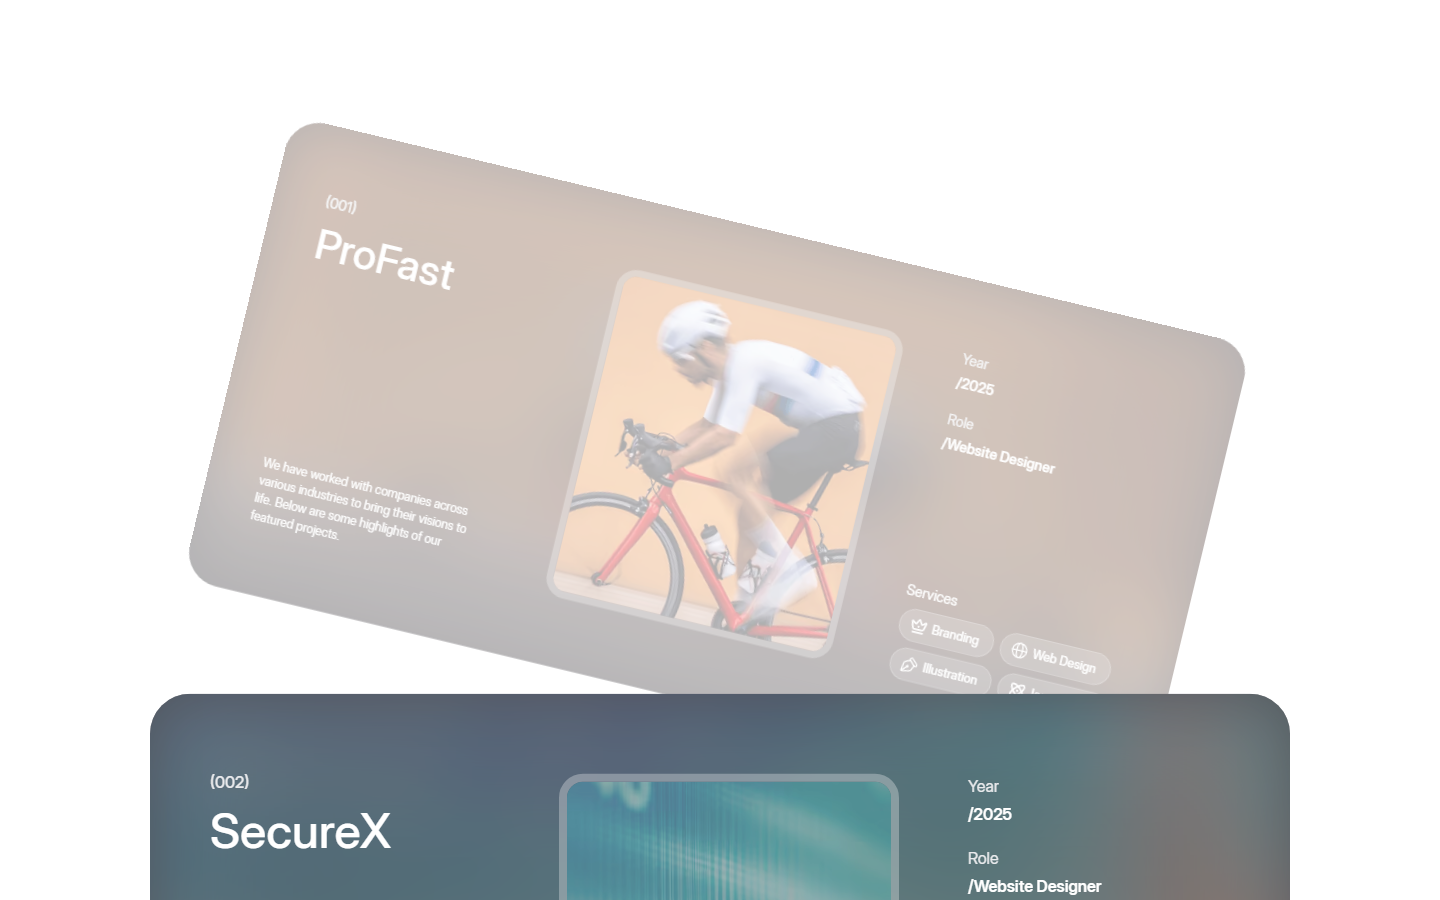 (001)
ProFast
We have worked with companies across
various industries to bring their visions to
life. Below are some highlights of our
featured projects.
Year
/2025
Role
/Website Designer
Services
Branding
Web Design
Illustration
(002)
SecureX
Year
/2025
Role
/Website Designer